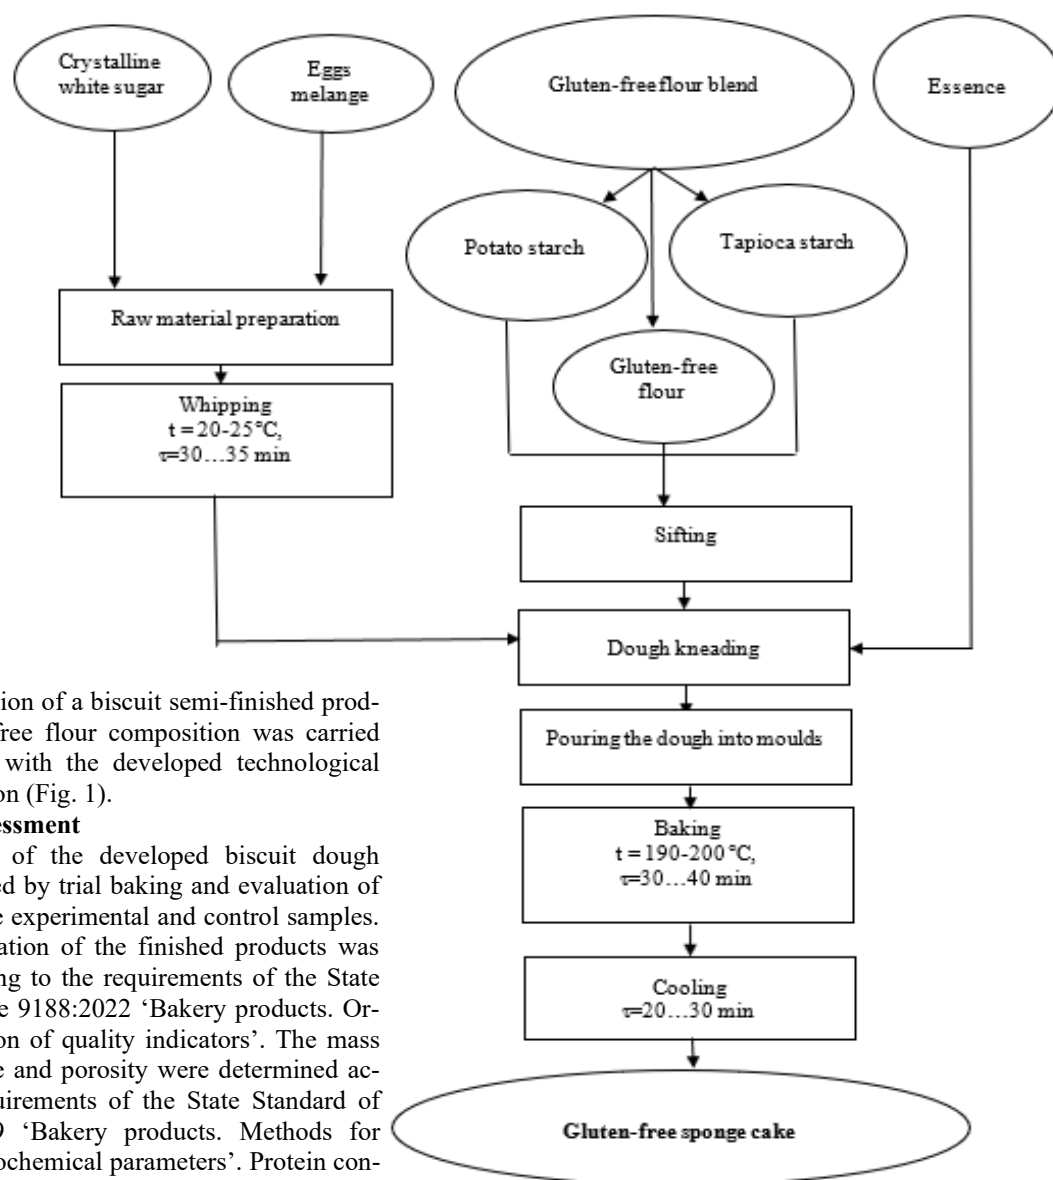 Crystalline
white sugar
Eggs
melange
Gluten-free flour blend
Essence
Potato starch
Tapioca starch
Gluten-free
flour
Raw material preparation
Whipping
t = 20-25°C,
τ=30…35 min
Sifting
Dough kneading
Pouring the dough into moulds
Baking
t = 190-200 °C,
τ=30…40 min
Cooling
τ=20…30 min
Gluten-free sponge cake
ion of a biscuit semi-finished prod-
free flour composition was carried
with the developed technological
on (Fig. 1).
essment
of the developed biscuit dough
ed by trial baking and evaluation of
e experimental and control samples.
ation of the finished products was
ng to the requirements of the State
e 9188:2022 ‘Bakery products. Or-
on of quality indicators’. The mass
e and porosity were determined ac-
uirements of the State Standard of
9 ‘Bakery products. Methods for
ochemical parameters’. Protein con-